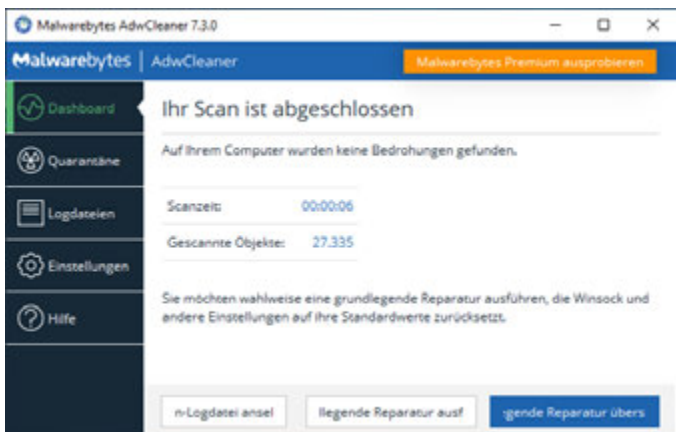 Malwarebytes AdwCleaner 7.3.0
Malwarebytes | AdwCleaner
Malwarebytes Premium ausprobieren
Dashboard
Quarantäne
Logdateien
Einstellungen
Hilfe
Ihr Scan ist abgeschlossen
Auf Ihrem Computer wurden keine Bedrohungen gefunden.
Scanzeit: 00:00:06
Gescannte Objekte: 27.335
Sie möchten wahlweise eine grundlegende Reparatur ausführen, die Winsock und
andere Einstellungen auf ihre Standardwerte zurücksetzt.
n-Logdatei ansel
llegende Reparatur ausf
gende Reparatur übers